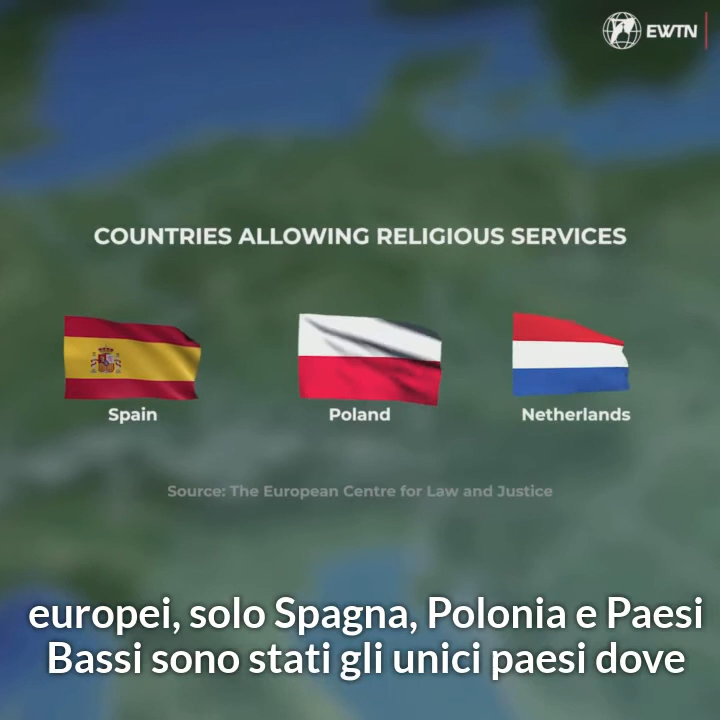 EWTN
COUNTRIES ALLOWING RELIGIOUS SERVICES
Spain
Poland
Netherlands
Source: The European Centre for Law and Justice
europei, solo Spagna, Polonia e Paesi
Bassi sono stati gli unici paesi dove